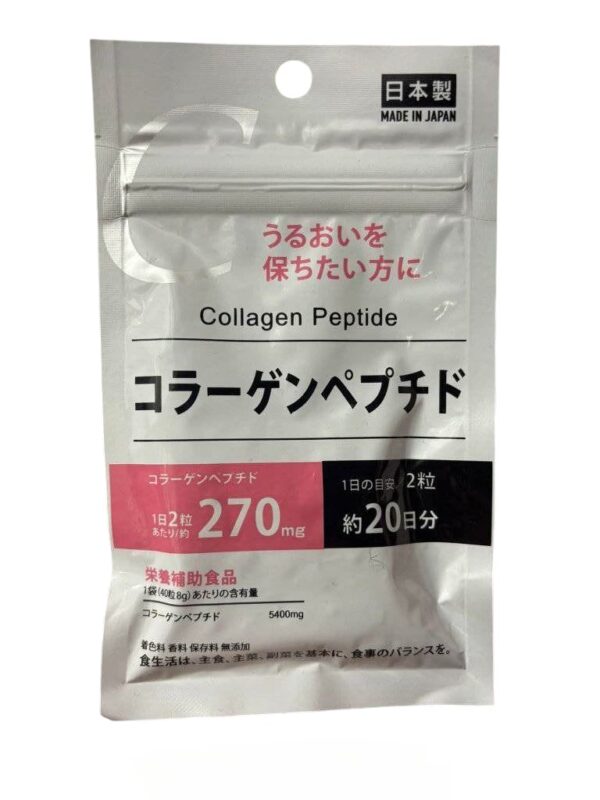 日本製
MADE IN JAPAN
C
うるおいを
保ちたい方に
Collagen Peptide
コラーゲンペプチド
コラーゲンペプチド
1日2粒あたり/約 270mg
1日の目安 2粒
約20日分
栄養補助食品
1袋(40粒8g)あたりの含有量
コラーゲンペプチド 5400mg
着色料 香料 保存料 無添加
食生活は、主食、主菜、副菜を基本に、食事のバランスを。